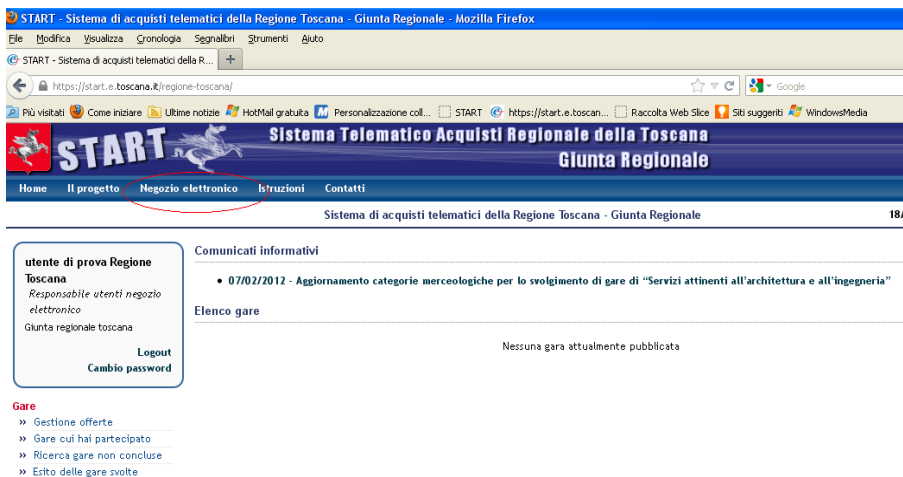 START - Sistema di acquisti telematici della Regione Toscana - Giunta Regionale - Mozilla Firefox
File Modifica Visualizza Cronologia Segnalibri Strumenti Aiuto
START - Sistema di acquisti telematici della R... +
https://start.e.toscana.it/regione-toscana/ Google
Più visitati Come iniziare Ultime notizie HotMail gratuita Personalizzazione coll... START https://start.e.toscan... Raccolta Web Slice Siti suggeriti WindowsMedia
START
Sistema Telematico Acquisti Regionale della Toscana
Giunta Regionale
Home Il progetto Negozio elettronico Istruzioni Contatti
Sistema di acquisti telematici della Regione Toscana - Giunta Regionale 18/
utente di prova Regione
Toscana
Responsabile utenti negozio
elettronico
Giunta regionale toscana
Logout
Cambio password
Gare
» Gestione offerte
» Gare cui hai partecipato
» Ricerca gare non concluse
» Esito delle gare svolte
Comunicati informativi
• 07/02/2012 - Aggiornamento categorie merceologiche per lo svolgimento di gare di “Servizi attinenti all'architettura e all'ingegneria”
Elenco gare
Nessuna gara attualmente pubblicata